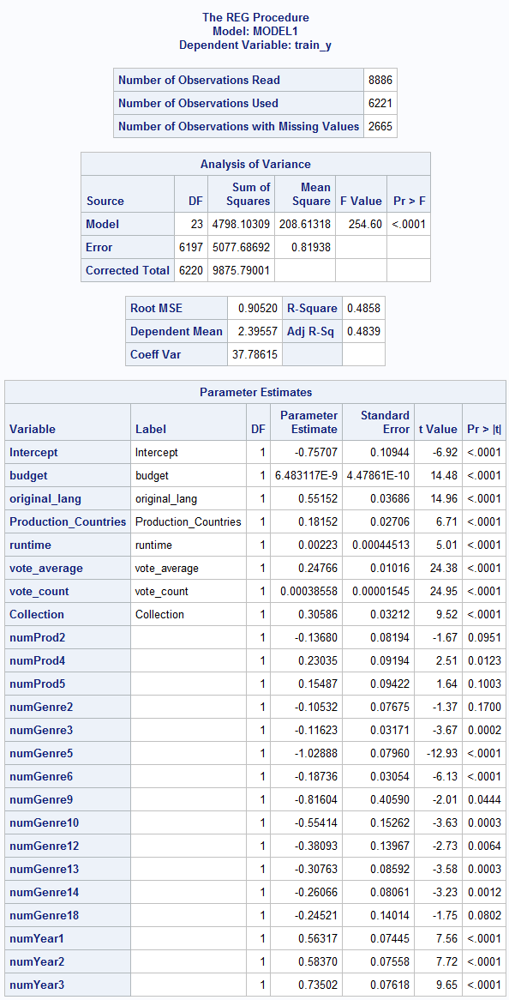 The REG Procedure
Model: MODEL1
Dependent Variable: train_y
Number of Observations Read 8886
Number of Observations Used 6221
Number of Observations with Missing Values 2665
Analysis of Variance
Source DF Sum of Squares Mean Square F Value Pr > F
Model 23 4798.10309 208.61318 254.60 <.0001
Error 6197 5077.68692 0.81938
Corrected Total 6220 9875.79001
Root MSE 0.90520 R-Square 0.4858
Dependent Mean 2.39557 Adj R-Sq 0.4839
Coeff Var 37.78615
Parameter Estimates
Variable Label DF Parameter Estimate Standard Error t Value Pr > |t|
Intercept Intercept 1 -0.75707 0.10944 -6.92 <.0001
budget budget 1 6.483117E-9 4.47861E-10 14.48 <.0001
original_lang original_lang 1 0.55152 0.03686 14.96 <.0001
Production_Countries Production_Countries 1 0.18152 0.02706 6.71 <.0001
runtime runtime 1 0.00223 0.00044513 5.01 <.0001
vote_average vote_average 1 0.24766 0.01016 24.38 <.0001
vote_count vote_count 1 0.00038558 0.00001545 24.95 <.0001
Collection Collection 1 0.30586 0.03212 9.52 <.0001
numProd2 1 -0.13680 0.08194 -1.67 0.0951
numProd4 1 0.23035 0.09194 2.51 0.0123
numProd5 1 0.15487 0.09422 1.64 0.1003
numGenre2 1 -0.10532 0.07675 -1.37 0.1700
numGenre3 1 -0.11623 0.03171 -3.67 0.0002
numGenre5 1 -1.02888 0.07960 -12.93 <.0001
numGenre6 1 -0.18736 0.03054 -6.13 <.0001
numGenre9 1 -0.81604 0.40590 -2.01 0.0444
numGenre10 1 -0.55414 0.15262 -3.63 0.0003
numGenre12 1 -0.38093 0.13967 -2.73 0.0064
numGenre13 1 -0.30763 0.08592 -3.58 0.0003
numGenre14 1 -0.26066 0.08061 -3.23 0.0012
numGenre18 1 -0.24521 0.14014 -1.75 0.0802
numYear1 1 0.56317 0.07445 7.56 <.0001
numYear2 1 0.58370 0.07558 7.72 <.0001
numYear3 1 0.73502 0.07618 9.65 <.0001